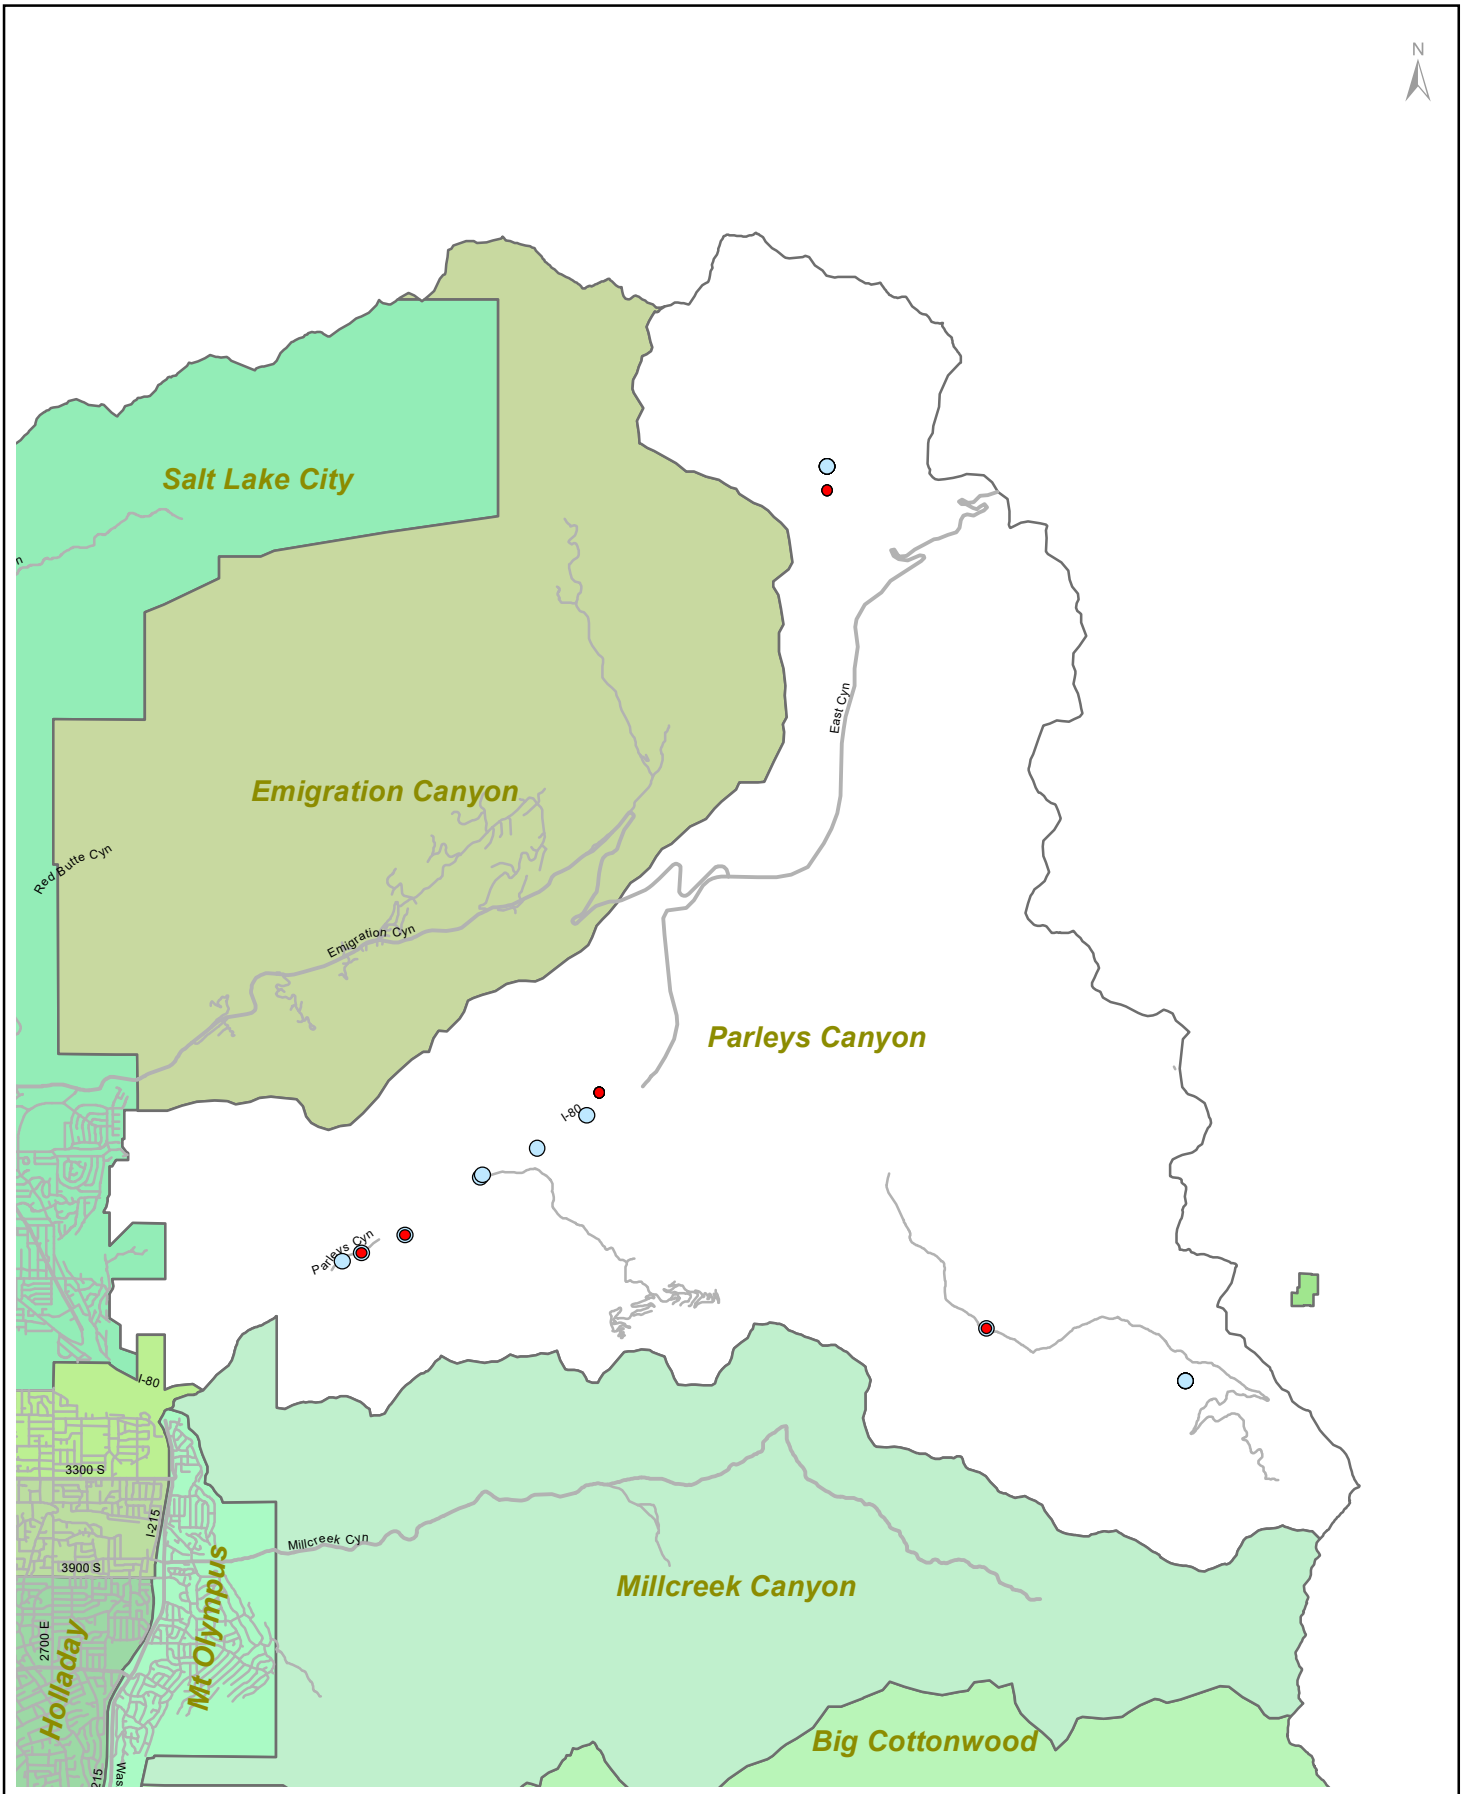 N
Salt Lake City
n
East Cyn
Emigration Canyon
Red Butte Cyn
Emigration Cyn
Parleys Canyon
I-80
Parleys Cyn
I-80
3300 S
I-215
Millcreek Cyn
3900 S
Millcreek Canyon
Mt Olympus
2700 E
Holladay
Big Cottonwood
215
Was